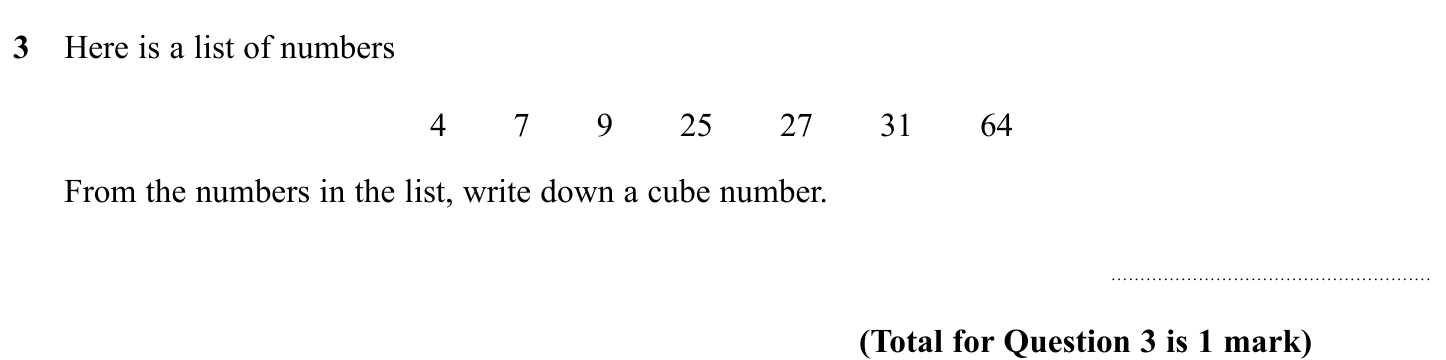 3 Here is a list of numbers
4 7 9 25 27 31 64
From the numbers in the list, write down a cube number.
....................................................
(Total for Question 3 is 1 mark)